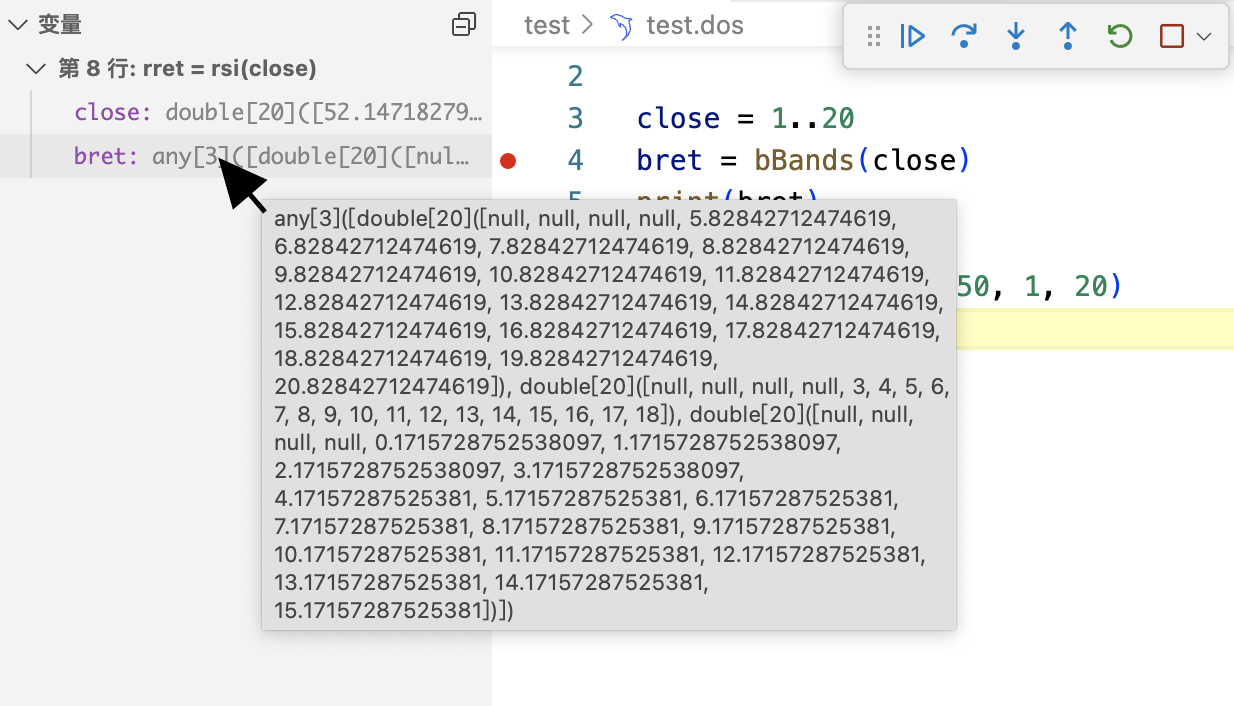 变量
第 8 行: rret = rsi(close)
close: double[20]([52.14718279…
bret: any[3]([double[20]([nul…
test > test.dos
2
3 close = 1..20
4 bret = bBands(close)
5 print(bret)
50, 1, 20)
any[3]([double[20]([null, null, null, null, 5.82842712474619,
6.82842712474619, 7.82842712474619, 8.82842712474619,
9.82842712474619, 10.82842712474619, 11.82842712474619,
12.82842712474619, 13.82842712474619, 14.82842712474619,
15.82842712474619, 16.82842712474619, 17.82842712474619,
18.82842712474619, 19.82842712474619,
20.82842712474619]), double[20]([null, null, null, null, 3, 4, 5, 6,
7, 8, 9, 10, 11, 12, 13, 14, 15, 16, 17, 18]), double[20]([null, null,
null, null, 0.1715728752538097, 1.1715728752538097,
2.1715728752538097, 3.1715728752538097,
4.17157287525381, 5.17157287525381, 6.17157287525381,
7.17157287525381, 8.17157287525381, 9.17157287525381,
10.17157287525381, 11.17157287525381, 12.17157287525381,
13.17157287525381, 14.17157287525381,
15.17157287525381])])